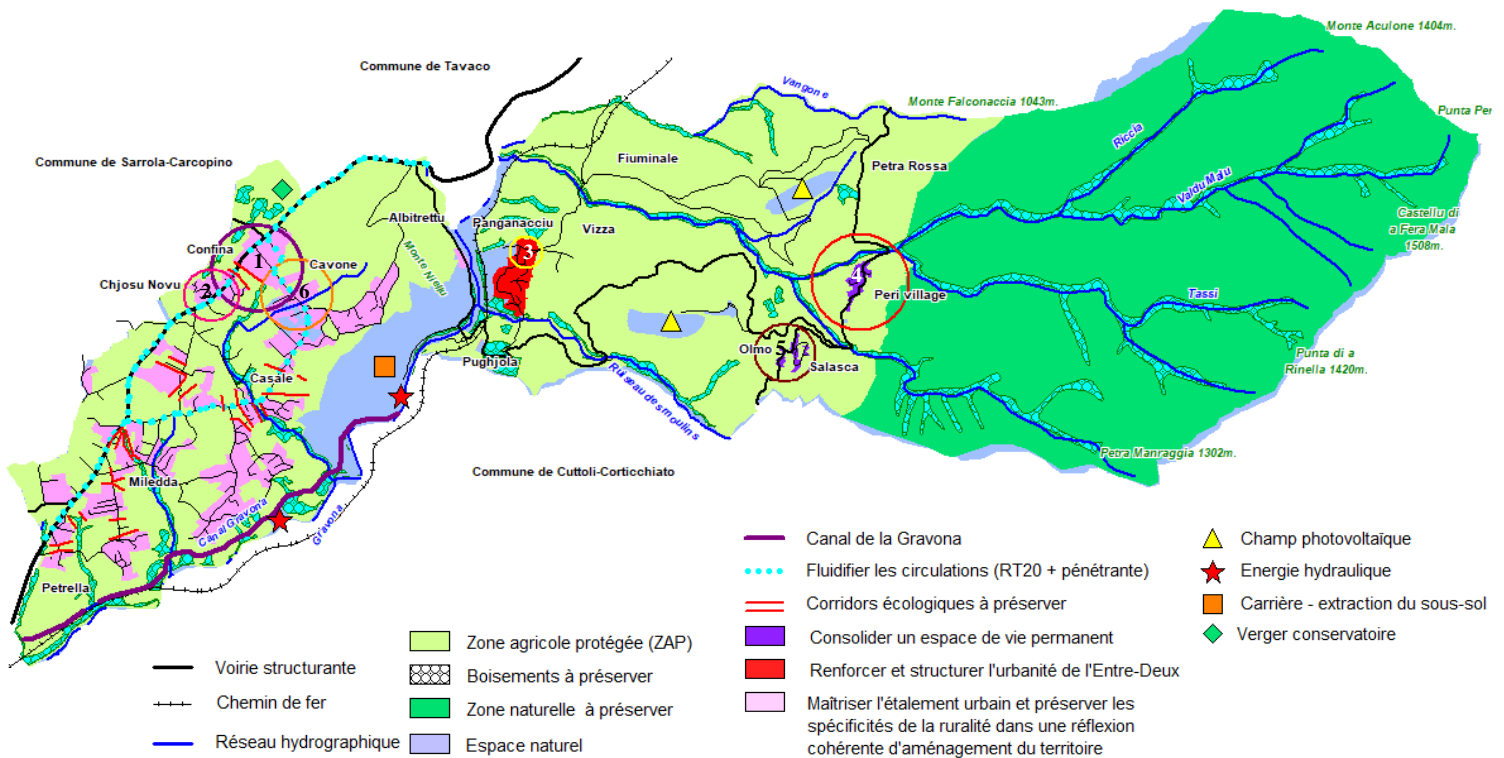 Monte Aculone 1404m.
Commune de Tavaco
Vangone
Monte Falconaccia 1043m.
Punta Per
Riccia
Commune de Sarrola-Carcopino
Fiuminale
Petra Rossa
Valdu Malu
Albitrettu
Panganacciu
Vizza
Castellu di
a Fera Mala
1508m.
Confina
Monte Niellu
3
1
Cavone
4
Chjosu Novu
2
6
Peri village
Tassi
Olmo
5
Salasca
Pughjola
Punta di a
Rinella 1420m.
Casale
Ruiseau des moulins
Petra Manraggia 1302m.
Commune de Cuttoli-Corticchiato
Miledda
Canal Gravona
Gravona
Petrella
Voirie structurante
Chemin de fer
Réseau hydrographique
Zone agricole protégée (ZAP)
Boisements à préserver
Zone naturelle à préserver
Espace naturel
Canal de la Gravona
Fluidifier les circulations (RT20 + pénétrante)
Corridors écologiques à préserver
Consolider un espace de vie permanent
Renforcer et structurer l'urbanité de l'Entre-Deux
Maîtriser l'étalement urbain et préserver les
spécificités de la ruralité dans une réflexion
cohérente d'aménagement du territoire
Champ photovoltaïque
Energie hydraulique
Carrière - extraction du sous-sol
Verger conservatoire